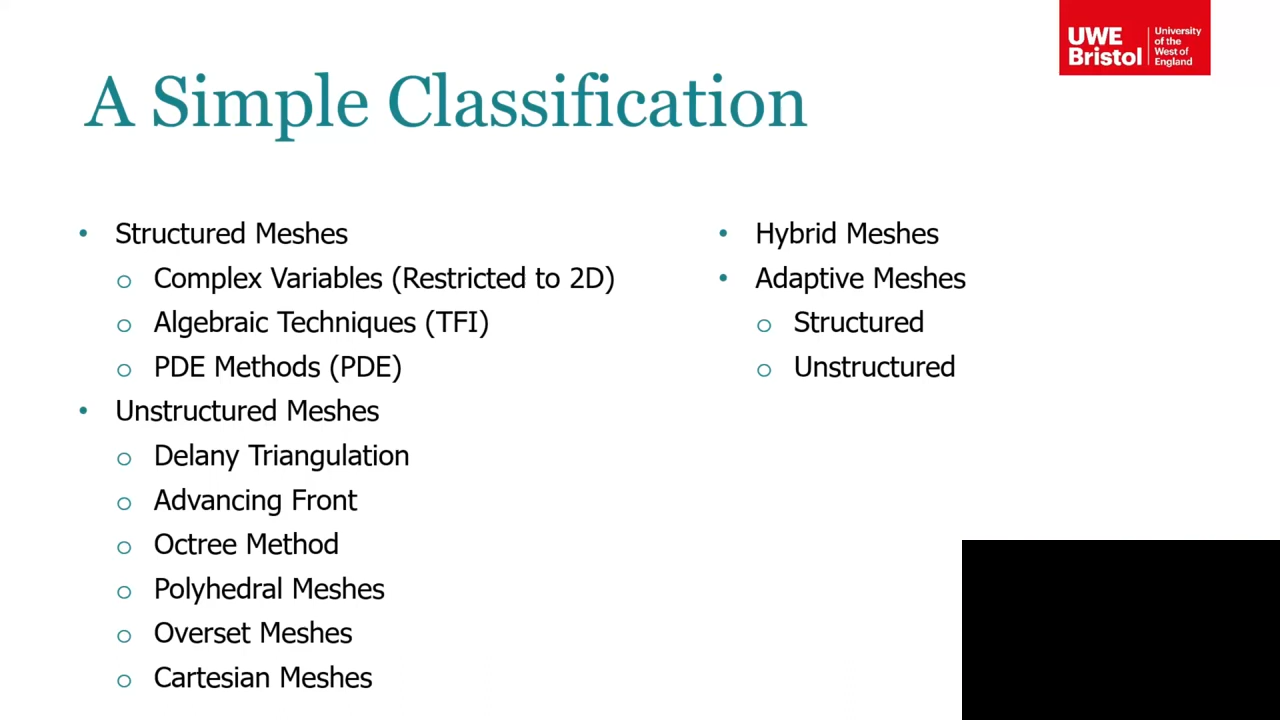 UWE
Bristol
University
of the
West of
England
A Simple Classification
• Structured Meshes
o Complex Variables (Restricted to 2D)
o Algebraic Techniques (TFI)
o PDE Methods (PDE)
• Unstructured Meshes
o Delany Triangulation
o Advancing Front
o Octree Method
o Polyhedral Meshes
o Overset Meshes
o Cartesian Meshes
• Hybrid Meshes
• Adaptive Meshes
o Structured
o Unstructured